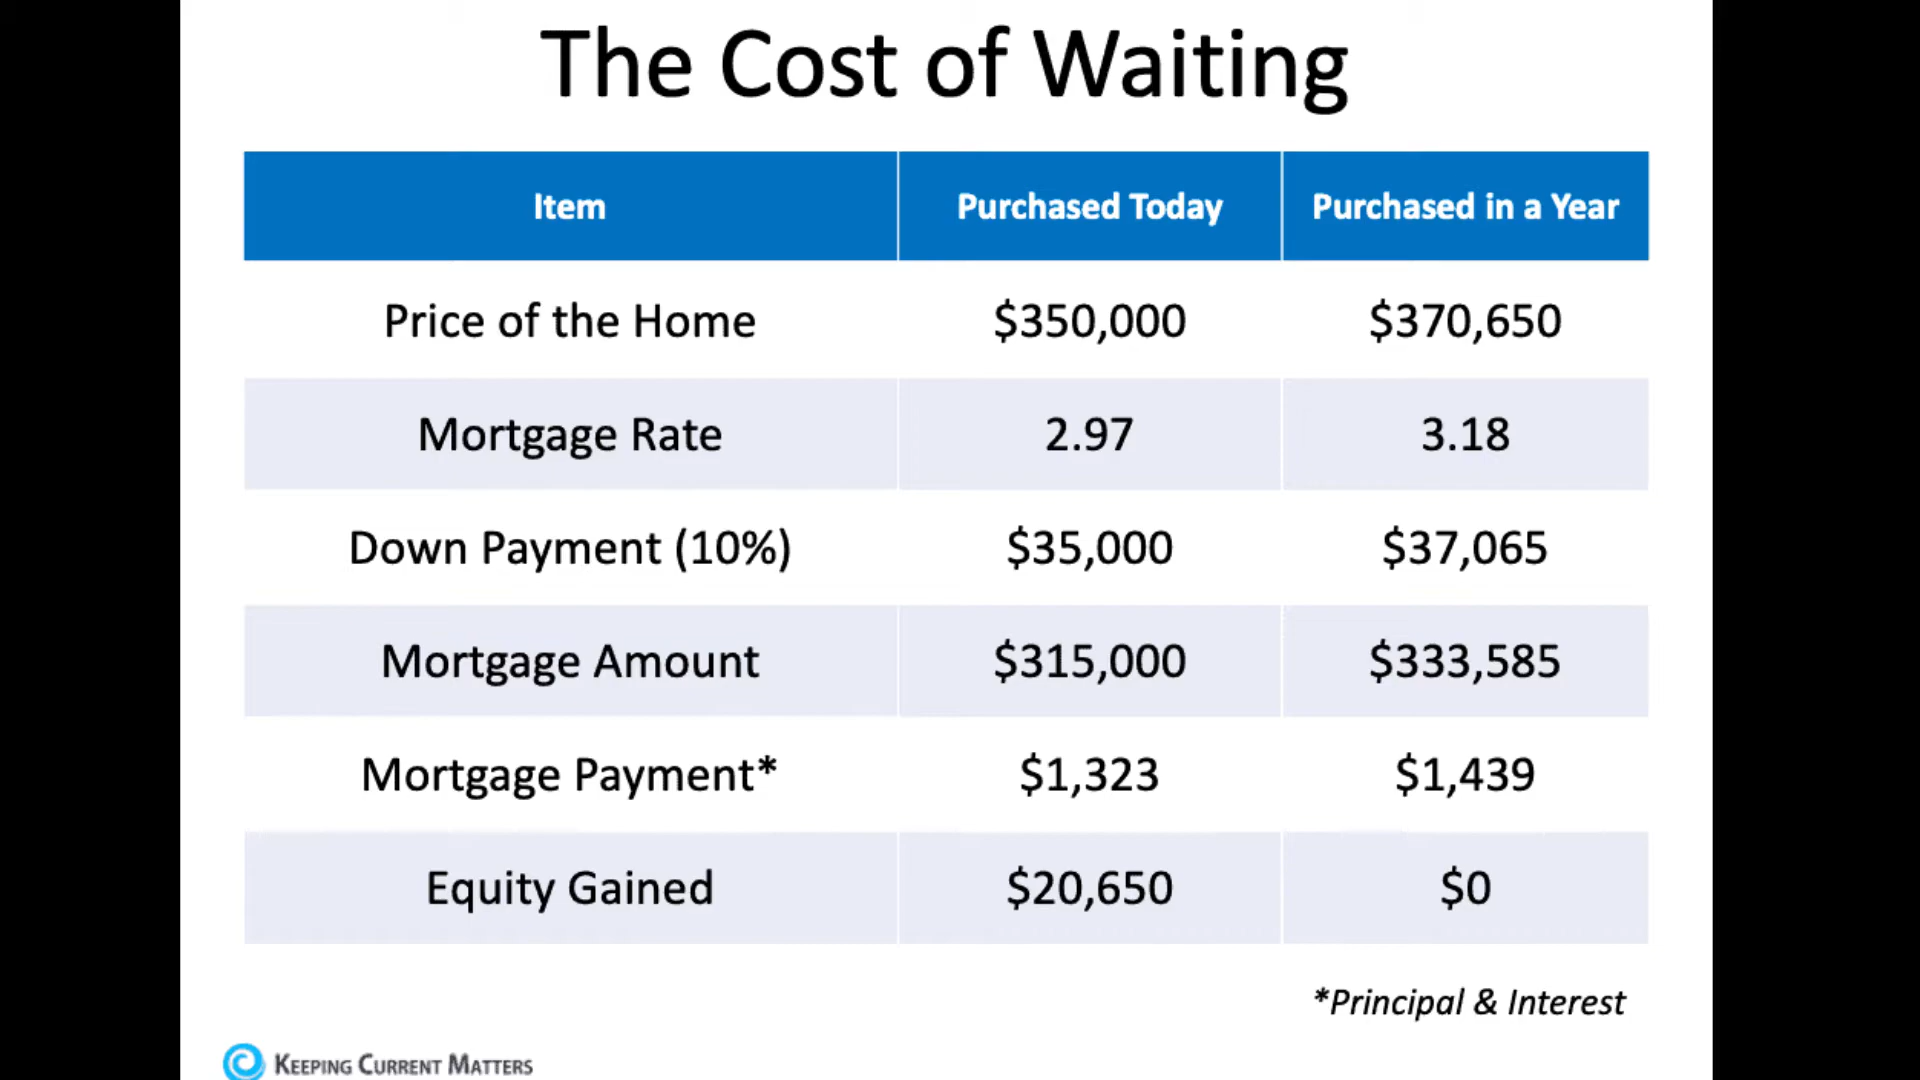 The Cost of Waiting
Item Purchased Today Purchased in a Year
Price of the Home $350,000 $370,650
Mortgage Rate 2.97 3.18
Down Payment (10%) $35,000 $37,065
Mortgage Amount $315,000 $333,585
Mortgage Payment* $1,323 $1,439
Equity Gained $20,650 $0
*Principal & Interest
KEEPING CURRENT MATTERS